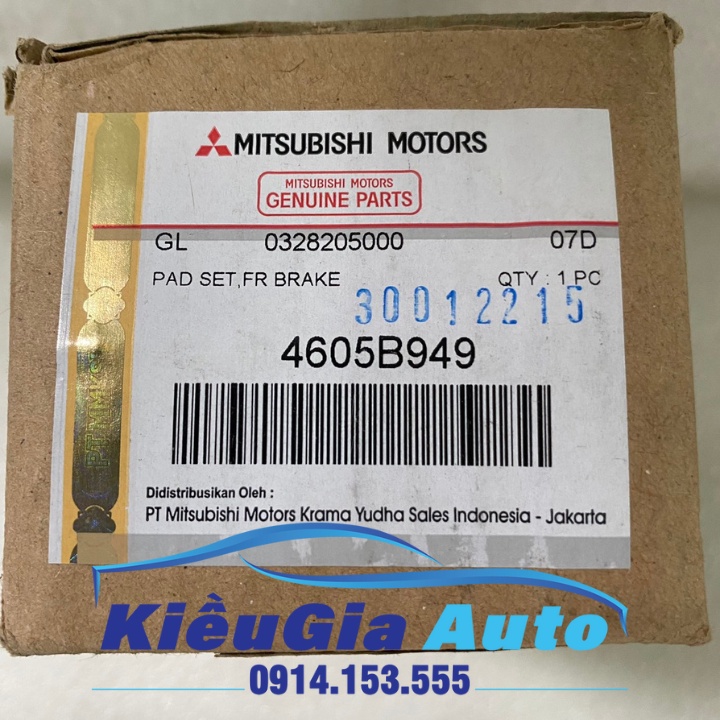 MITSUBISHI MOTORS
MITSUBISHI MOTORS
GENUINE PARTS
GL 0328205000 07D
PAD SET,FR BRAKE QTY : 1 PC
30012215
4605B949
Didistribusikan Oleh :
PT Mitsubishi Motors Krama Yudha Sales Indonesia - Jakarta
KiềuGia Auto
0914.153.555